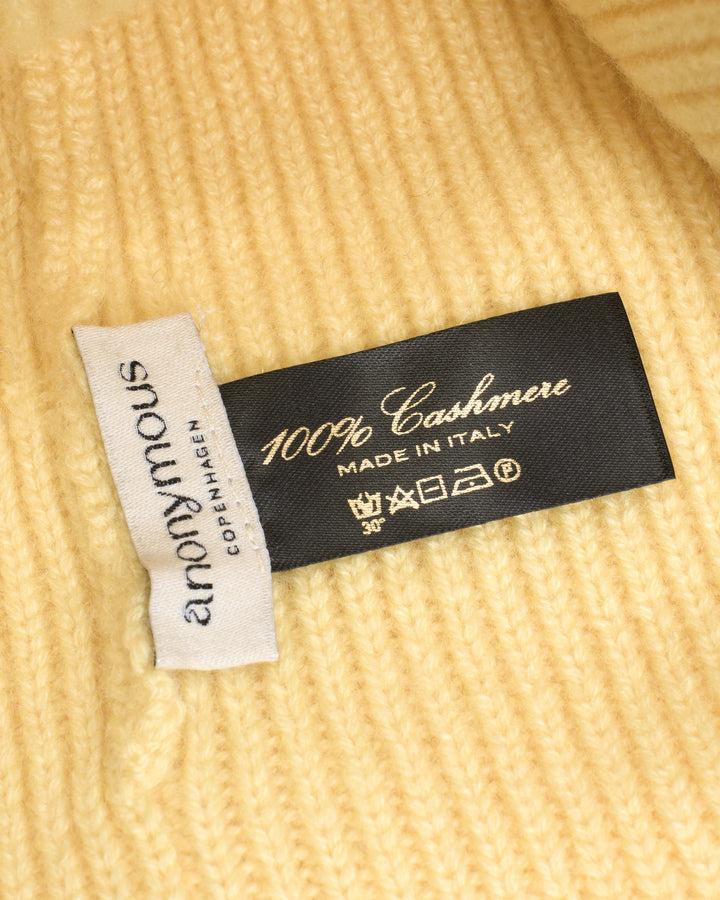 anonymous
COPENHAGEN
100% Cashmere
MADE IN ITALY
30°
P